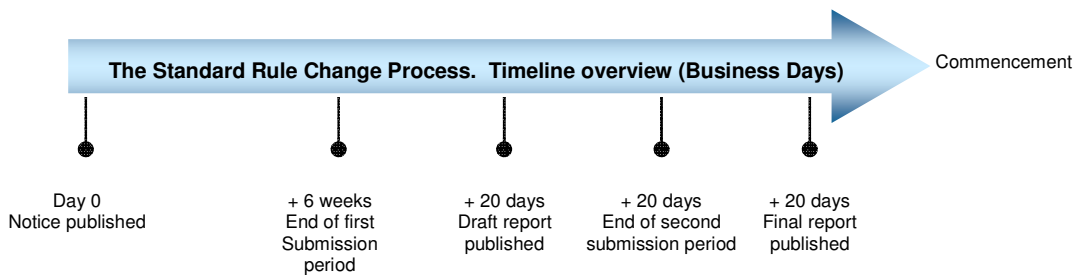 The Standard Rule Change Process.  Timeline overview (Business Days)
Commencement
Day 0
Notice published
+ 6 weeks
End of first
Submission
period
+ 20 days
Draft report
published
+ 20 days
End of second
submission period
+ 20 days
Final report
published